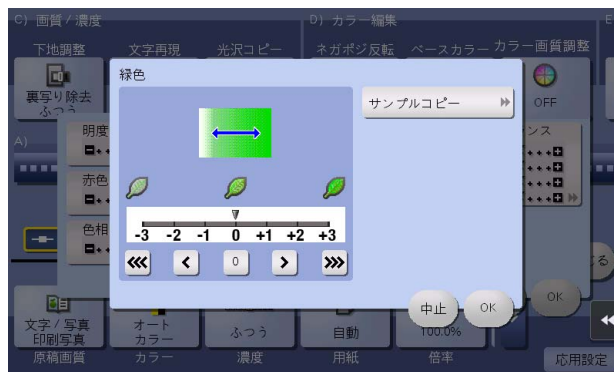 C) 画質 / 濃度
D) カラー編集
下地調整
文字再現
光沢コピー
ネガポジ反転
ベースカラー
カラー画質調整
裏写り除去
ふつう
OFF
A)
緑色
サンプルコピー
明度
赤色
色相
-3 -2 -1 0 +1 +2 +3
0
中止
OK
OK
文字 / 写真
印刷写真
オート
カラー
ふつう
自動
100.0%
原稿画質
カラー
濃度
用紙
倍率
応用設定